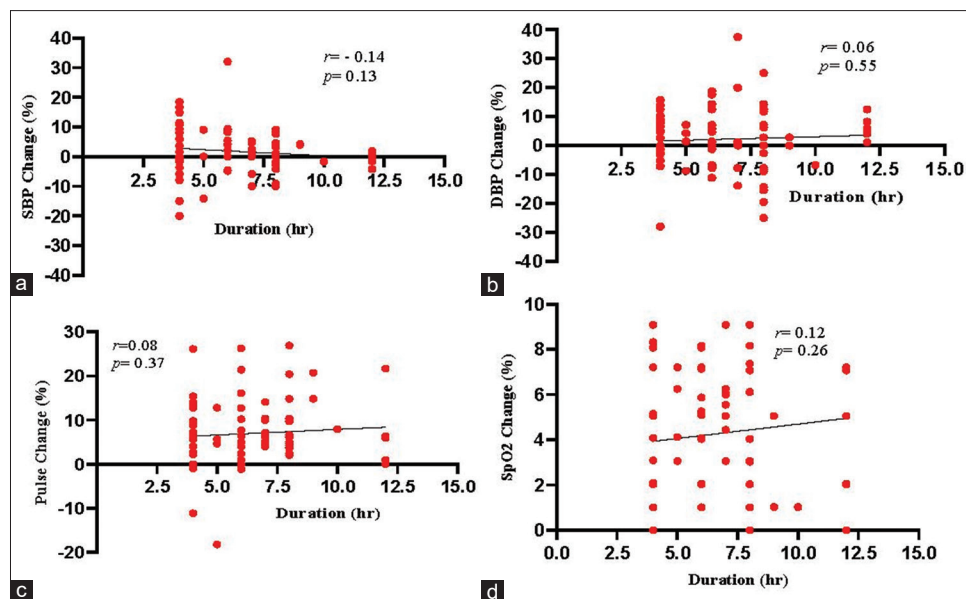 a
SBP Change (%)
40
30
20
10
0
-10
-20
-30
-40
2.5
5.0
7.5
10.0
12.5
15.0
Duration (hr)
r= - 0.14
p= 0.13
b
DBP Change (%)
40
30
20
10
0
-10
-20
-30
40
2.5
5.0
7.5
10.0
12.5
15.0
Duration (hr)
r= 0.06
p= 0.55
c
Pulse Change (%)
30
20
10
0
-10
-20
2.5
5.0
7.5
10.0
12.5
15.0
Duration (hr)
r=0.08
p= 0.37
d
SpO2 Change (%)
10
8
6
4
2
0
0.0
2.5
5.0
7.5
10.0
12.5
15.0
Duration (hr)
r= 0.12
p= 0.26